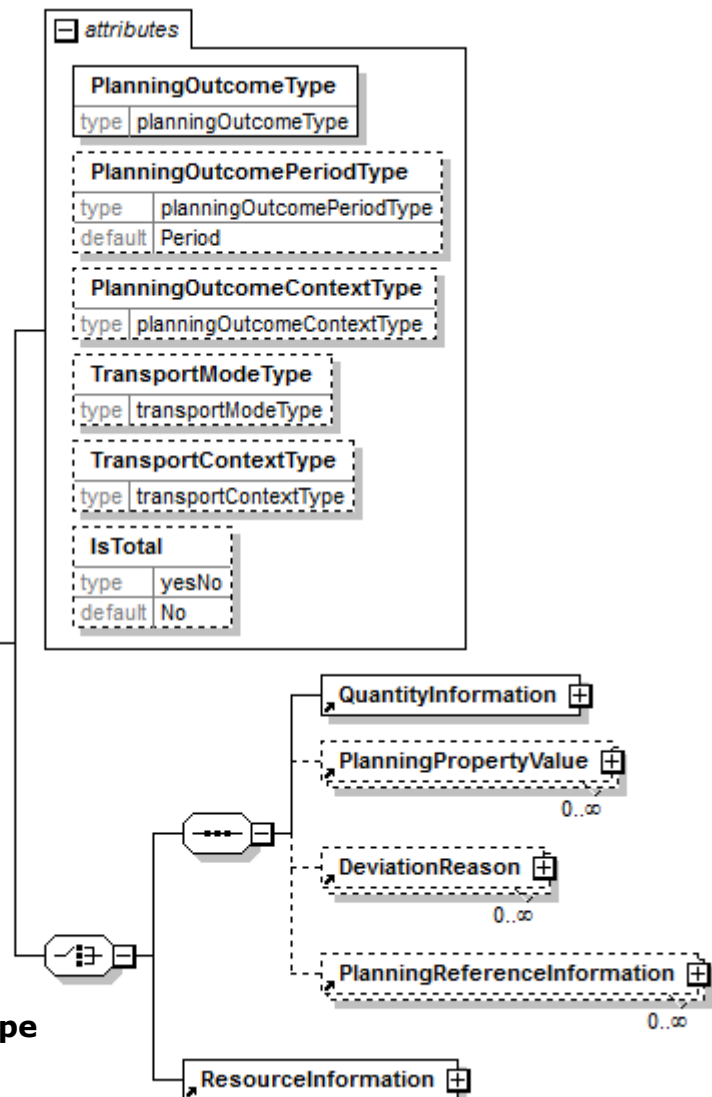 attributes
PlanningOutcomeType
type planningOutcomeType
PlanningOutcomePeriodType
type planningOutcomePeriodType
default Period
PlanningOutcomeContextType
type planningOutcomeContextType
TransportModeType
type transportModeType
TransportContextType
type transportContextType
IsTotal
type yesNo
default No
QuantityInformation
PlanningPropertyValue
0..∞
DeviationReason
0..∞
PlanningReferenceInformation
0..∞
pe
ResourceInformation